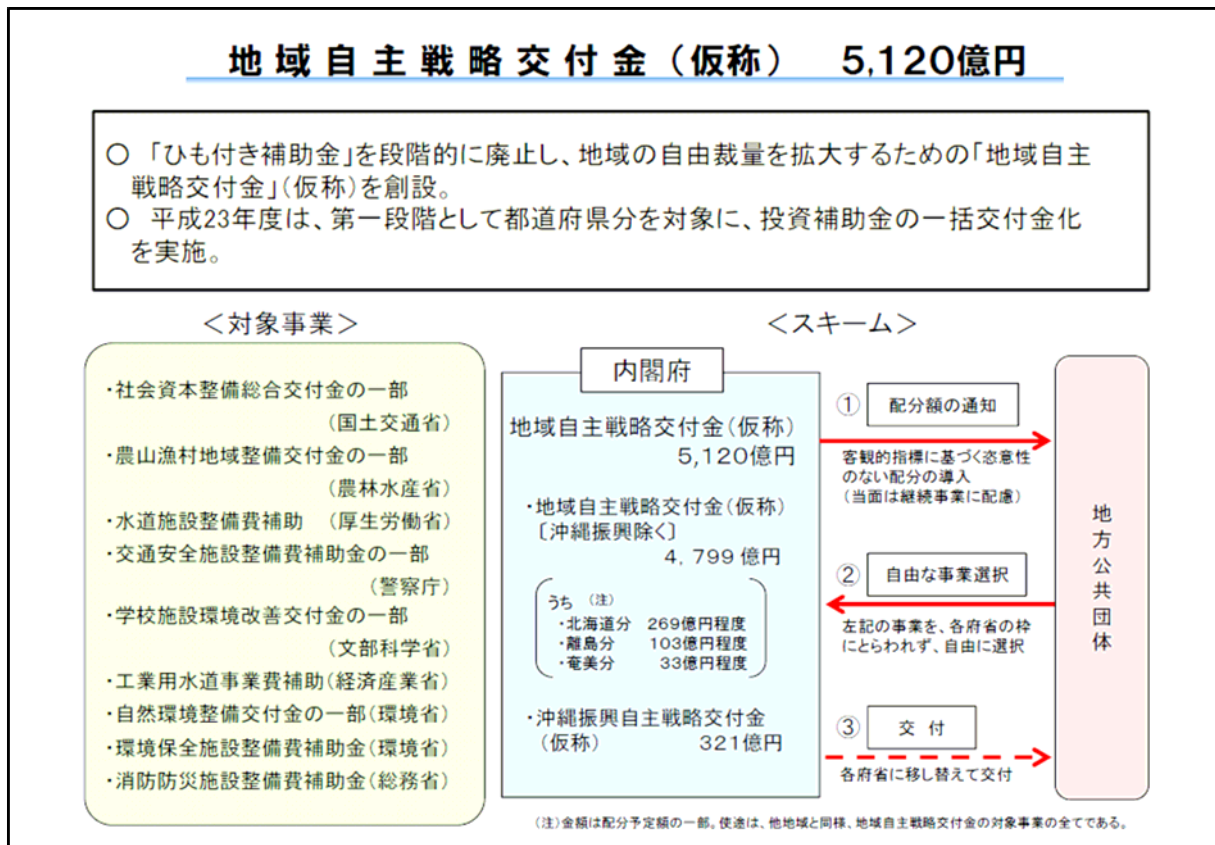 地域自主戦略交付金（仮称） 5,120億円
○ 「ひも付き補助金」を段階的に廃止し、地域の自由裁量を拡大するための「地域自主
戦略交付金」(仮称)を創設。
○ 平成23年度は、第一段階として都道府県分を対象に、投資補助金の一括交付金化
を実施。
＜対象事業＞
・社会資本整備総合交付金の一部
(国土交通省)
・農山漁村地域整備交付金の一部
(農林水産省)
・水道施設整備費補助 (厚生労働省)
・交通安全施設整備費補助金の一部
(警察庁)
・学校施設環境改善交付金の一部
(文部科学省)
・工業用水道事業費補助(経済産業省)
・自然環境整備交付金の一部(環境省)
・環境保全施設整備費補助金(環境省)
・消防防災施設整備費補助金(総務省)
＜スキーム＞
内閣府
地域自主戦略交付金(仮称)
5,120億円
・地域自主戦略交付金(仮称)
〔沖縄振興除く〕
4,799億円
うち (注)
・北海道分 269億円程度
・離島分 103億円程度
・奄美分 33億円程度
・沖縄振興自主戦略交付金
(仮称) 321億円
① 配分額の通知
客観的指標に基づく恣意性
のない配分の導入
(当面は継続事業に配慮)
② 自由な事業選択
左記の事業を、各府省の枠
にとらわれず、自由に選択
③ 交 付
各府省に移し替えて交付
地方公共団体
(注)金額は配分予定額の一部。使途は、他地域と同様、地域自主戦略交付金の対象事業の全てである。